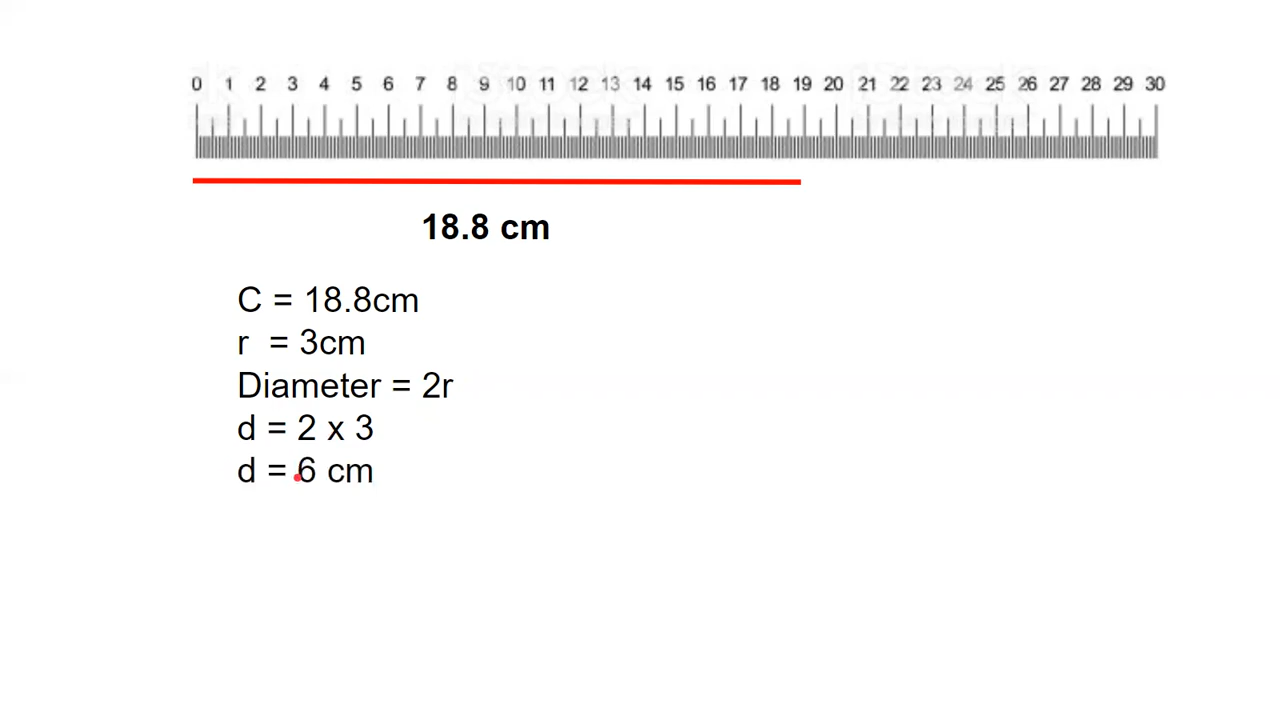 0 1 2 3 4 5 6 7 8 9 10 11 12 13 14 15 16 17 18 19 20 21 22 23 24 25 26 27 28 29 30
18.8 cm
C = 18.8cm
r = 3cm
Diameter = 2r
d = 2 x 3
d = 6 cm